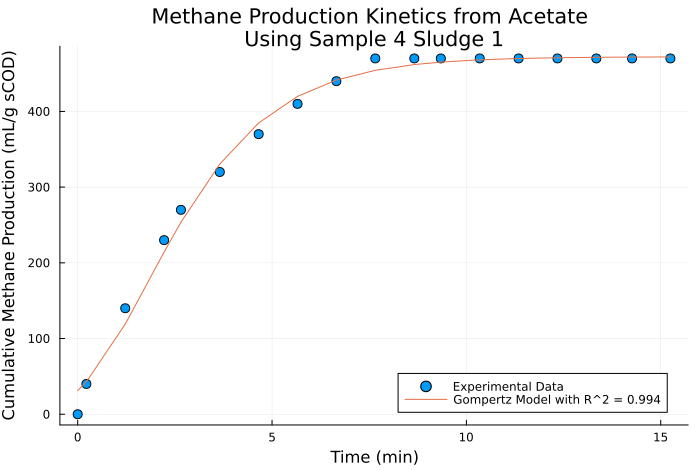 Methane Production Kinetics from Acetate
Using Sample 4 Sludge 1
Cumulative Methane Production (mL/g sCOD)
400
300
200
100
0
0 5 10 15
Time (min)
Experimental Data
Gompertz Model with R^2 = 0.994